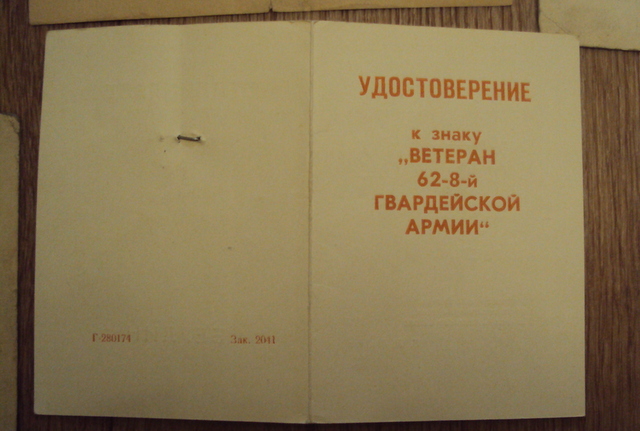 УДОСТОВЕРЕНИЕ
к знаку
„ВЕТЕРАН
62-8-й
ГВАРДЕЙСКОЙ
АРМИИ“
Г-280174 Зак. 2041